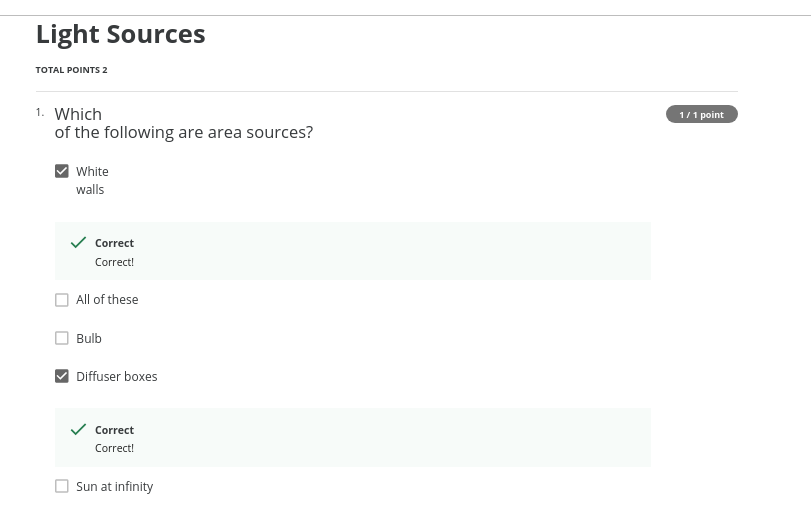 Light Sources
TOTAL POINTS 2
1.
Which
of the following are area sources?
1 / 1 point
White
walls
Correct
Correct!
All of these
Bulb
Diffuser boxes
Correct
Correct!
Sun at infinity